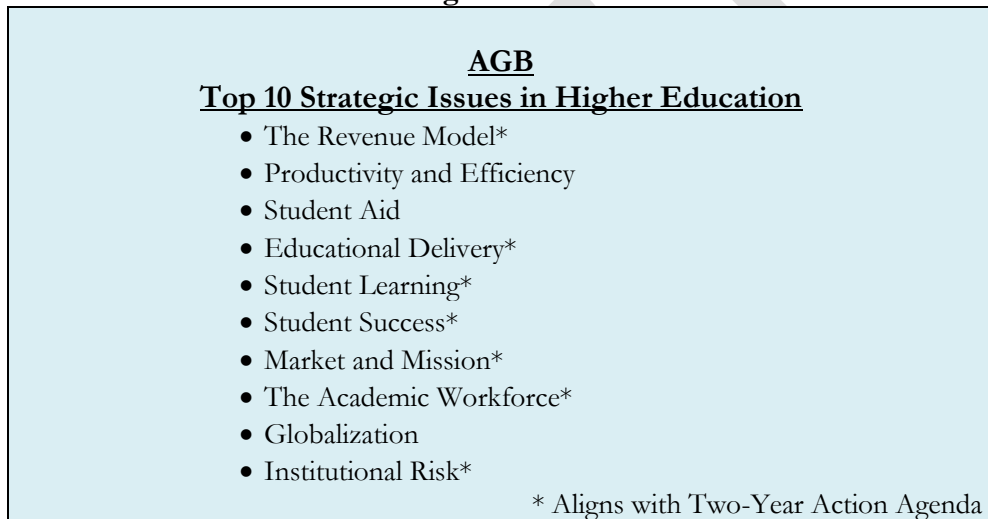 AGB
Top 10 Strategic Issues in Higher Education
• The Revenue Model*
• Productivity and Efficiency
• Student Aid
• Educational Delivery*
• Student Learning*
• Student Success*
• Market and Mission*
• The Academic Workforce*
• Globalization
• Institutional Risk*
* Aligns with Two-Year Action Agenda